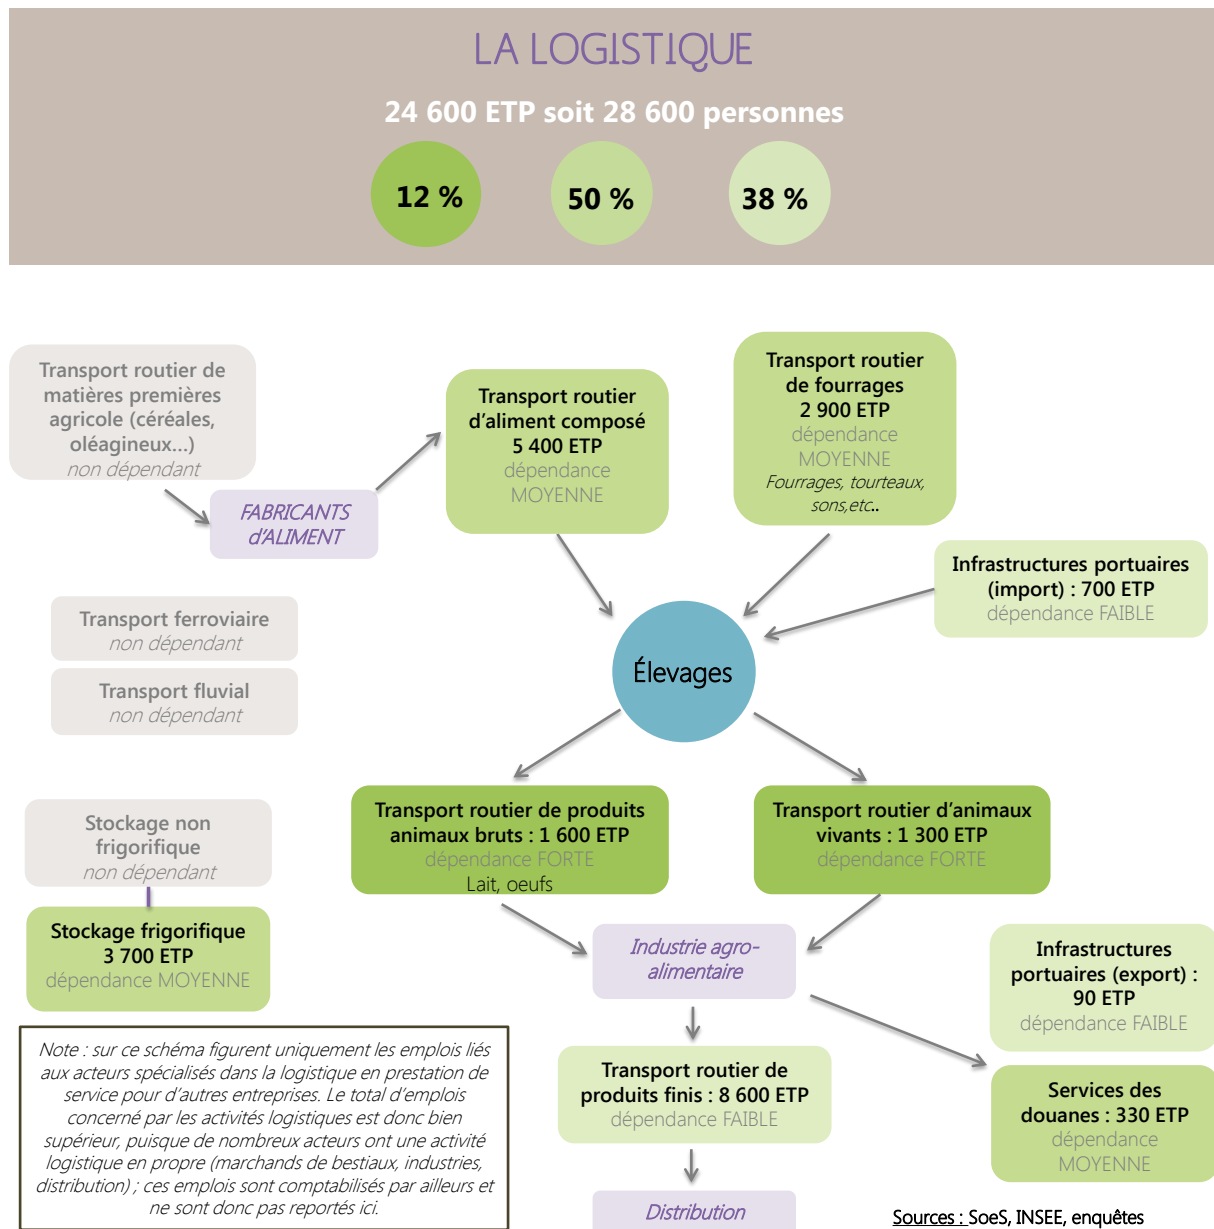 LA LOGISTIQUE
24 600 ETP soit 28 600 personnes
12 %
50 %
38 %
Transport routier de
matières premières
agricole (céréales,
oléagineux...)
non dépendant
FABRICANTS
d'ALIMENT
Transport routier
d'aliment composé
5 400 ETP
dépendance
MOYENNE
Transport routier
de fourrages
2 900 ETP
dépendance
MOYENNE
Fourrages, tourteaux,
sons,etc..
Infrastructures portuaires
(import) : 700 ETP
dépendance FAIBLE
Transport ferroviaire
non dépendant
Transport fluvial
non dépendant
Élevages
Stockage non
frigorifique
non dépendant
Stockage frigorifique
3 700 ETP
dépendance MOYENNE
Transport routier de produits
animaux bruts : 1 600 ETP
dépendance FORTE
Lait, oeufs
Transport routier d'animaux
vivants : 1 300 ETP
dépendance FORTE
Industrie agro-
alimentaire
Infrastructures
portuaires (export) :
90 ETP
dépendance FAIBLE
Transport routier de
produits finis : 8 600 ETP
dépendance FAIBLE
Services des
douanes : 330 ETP
dépendance
MOYENNE
Note : sur ce schéma figurent uniquement les emplois liés
aux acteurs spécialisés dans la logistique en prestation de
service pour d'autres entreprises. Le total d'emplois
concerné par les activités logistiques est donc bien
supérieur, puisque de nombreux acteurs ont une activité
logistique en propre (marchands de bestiaux, industries,
distribution) ; ces emplois sont comptabilisés par ailleurs et
ne sont donc pas reportés ici.
Distribution
Sources : SoeS, INSEE, enquêtes